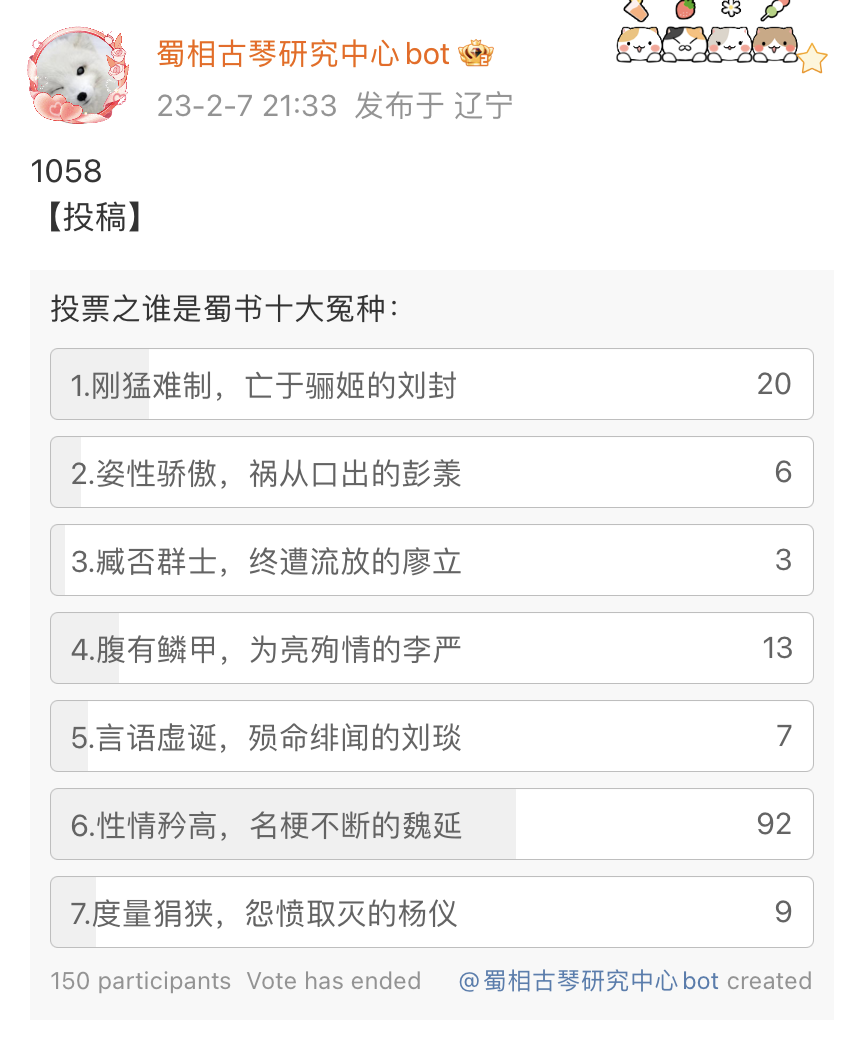 蜀相古琴研究中心bot
23-2-7 21:33 发布于 辽宁
1058
【投稿】
投票之谁是蜀书十大冤种：
1.刚猛难制，亡于骊姬的刘封 20
2.姿性骄傲，祸从口出的彭羕 6
3.臧否群士，终遭流放的廖立 3
4.腹有鳞甲，为亮殉情的李严 13
5.言语虚诞，殒命绯闻的刘琰 7
6.性情矜高，名梗不断的魏延 92
7.度量狷狭，怨愤取灭的杨仪 9
150 participants Vote has ended @蜀相古琴研究中心bot created